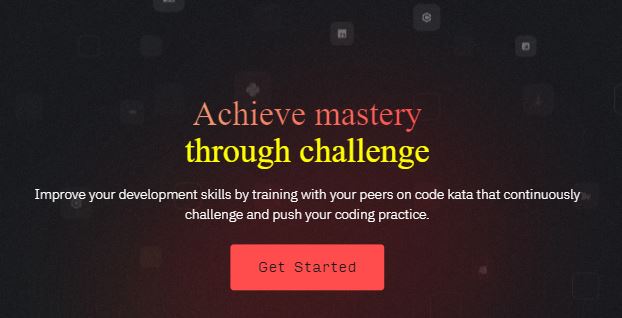 Achieve mastery
through challenge
Improve your development skills by training with your peers on code kata that continuously
challenge and push your coding practice.
Get Started